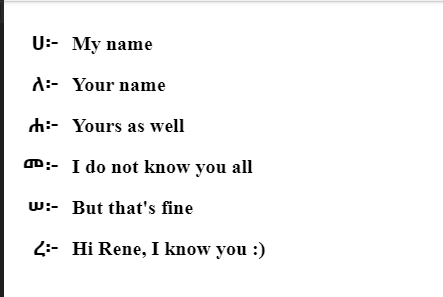 ሀ፦ My name
ለ፦ Your name
ሐ፦ Yours as well
መ፦ I do not know you all
ሠ፦ But that's fine
ረ፦ Hi Rene, I know you :)